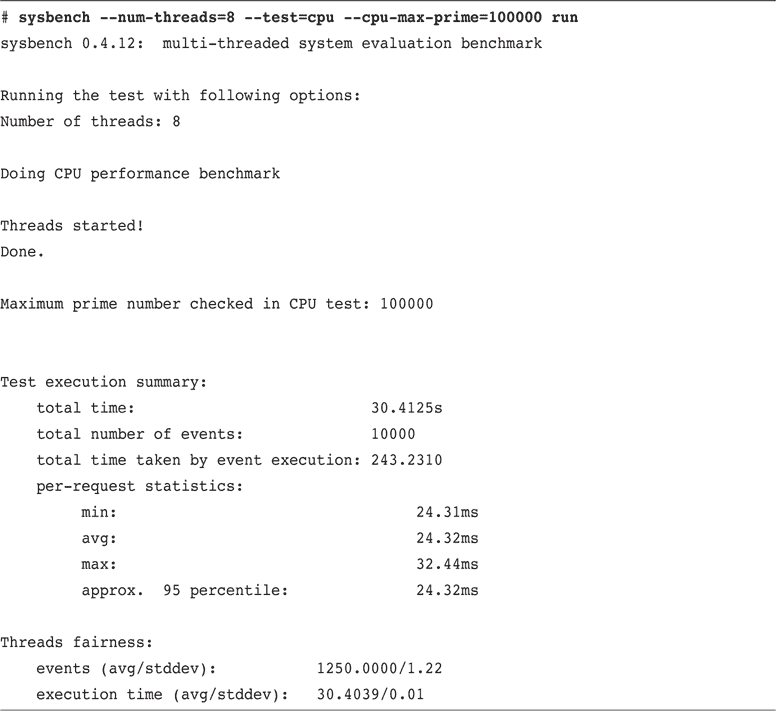 # sysbench --num-threads=8 --test=cpu --cpu-max-prime=100000 run
sysbench 0.4.12:  multi-threaded system evaluation benchmark
Running the test with following options:
Number of threads: 8
Doing CPU performance benchmark
Threads started!
Done.
Maximum prime number checked in CPU test: 100000
Test execution summary:
    total time:                          30.4125s
    total number of events:              10000
    total time taken by event execution: 243.2310
    per-request statistics:
         min:                                 24.31ms
         avg:                                 24.32ms
         max:                                 32.44ms
         approx.  95 percentile:              24.32ms
Threads fairness:
    events (avg/stddev):           1250.0000/1.22
    execution time (avg/stddev):   30.4039/0.01